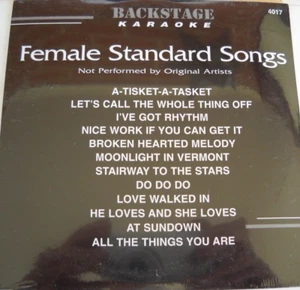 BACKSTAGE
KARAOKE
4017
Female Standard Songs
Not Performed by Original Artists
A-TISKET-A-TASKET
LET'S CALL THE WHOLE THING OFF
I'VE GOT RHYTHM
NICE WORK IF YOU CAN GET IT
BROKEN HEARTED MELODY
MOONLIGHT IN VERMONT
STAIRWAY TO THE STARS
DO DO DO
LOVE WALKED IN
HE LOVES AND SHE LOVES
AT SUNDOWN
ALL THE THINGS YOU ARE